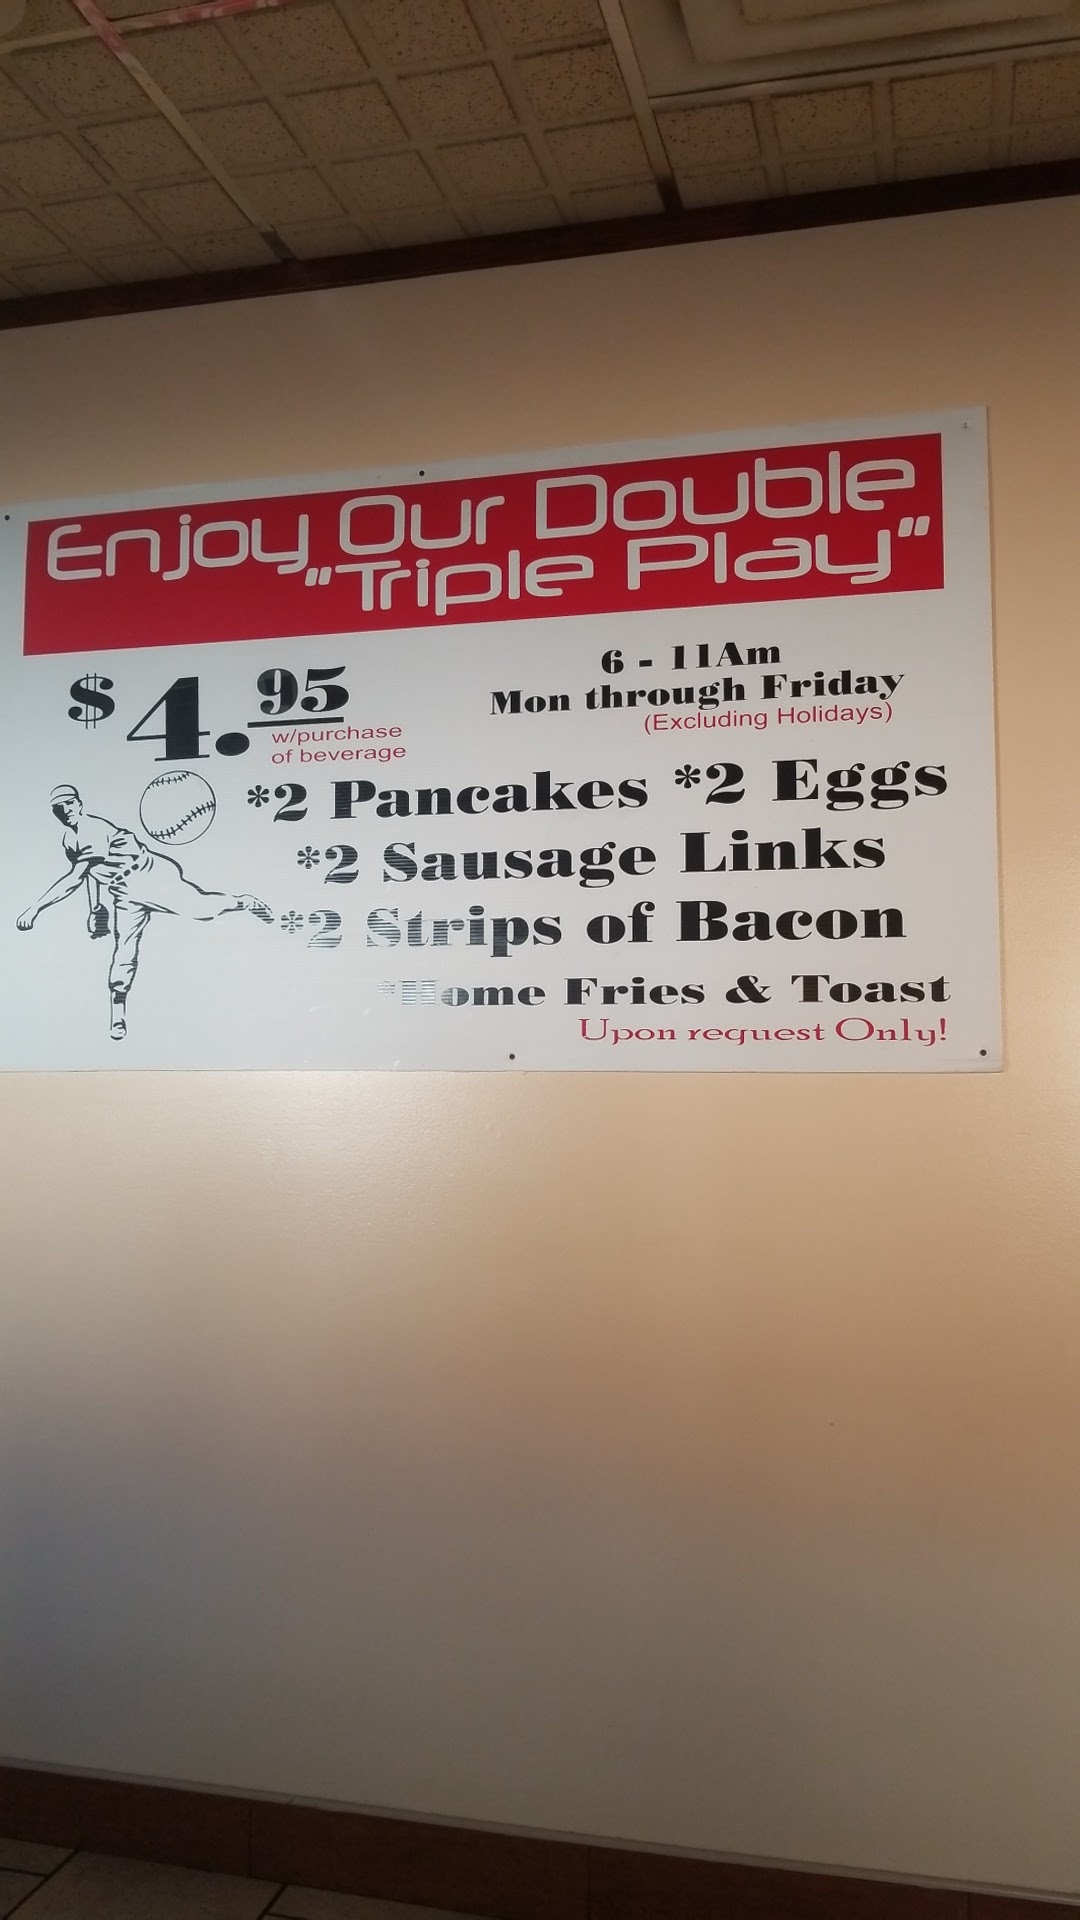 Enjoy Our Double
"Triple Play"
$4.95
w/purchase
of beverage
6 - 11Am
Mon through Friday
(Excluding Holidays)
*2 Pancakes *2 Eggs
*2 Sausage Links
*2 Strips of Bacon
*Home Fries & Toast
Upon request Only!